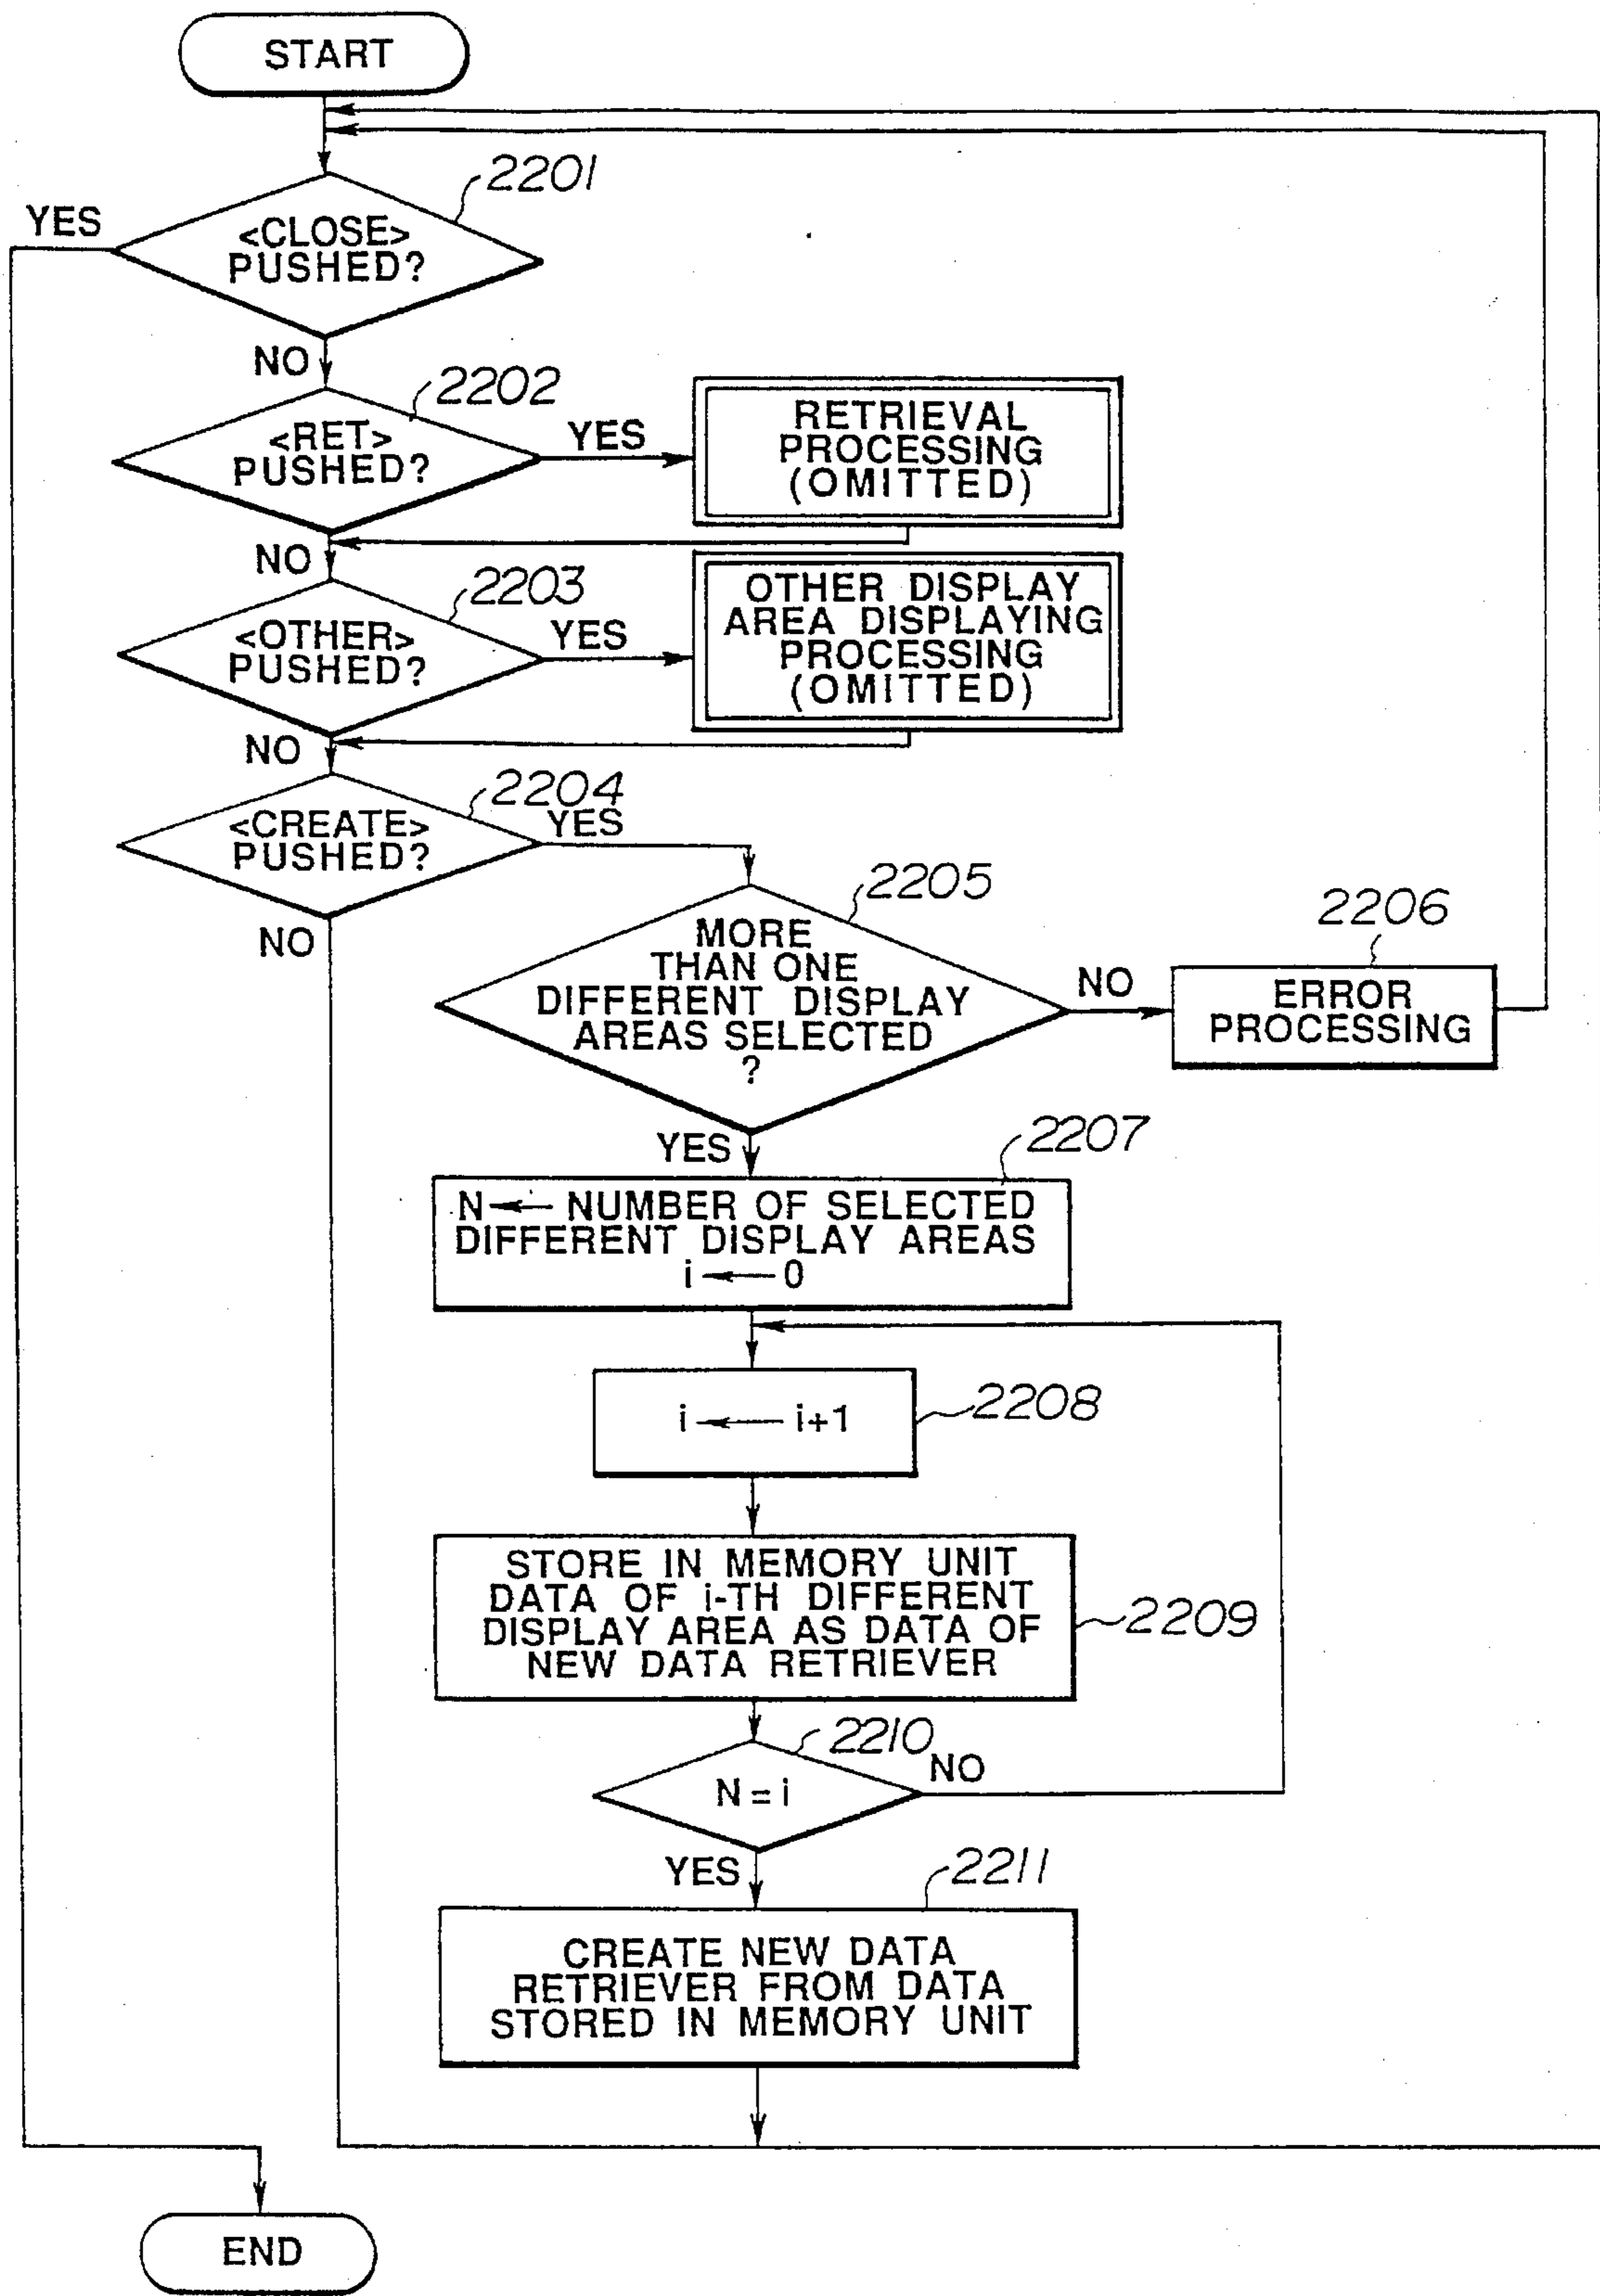 START
2201
YES
<CLOSE>
PUSHED?
NO
2202
<RET>
PUSHED?
YES
RETRIEVAL
PROCESSING
(OMITTED)
NO
2203
<OTHER>
PUSHED?
YES
OTHER DISPLAY
AREA DISPLAYING
PROCESSING
(OMITTED)
NO
2204
<CREATE>
PUSHED?
YES
NO
2205
MORE
THAN ONE
DIFFERENT DISPLAY
AREAS SELECTED
?
NO
2206
ERROR
PROCESSING
YES
2207
N ← NUMBER OF SELECTED
DIFFERENT DISPLAY AREAS
i ← 0
i ← i+1
2208
STORE IN MEMORY UNIT
DATA OF i-TH DIFFERENT
DISPLAY AREA AS DATA OF
NEW DATA RETRIEVER
2209
2210
N = i
NO
YES
2211
CREATE NEW DATA
RETRIEVER FROM DATA
STORED IN MEMORY UNIT
END